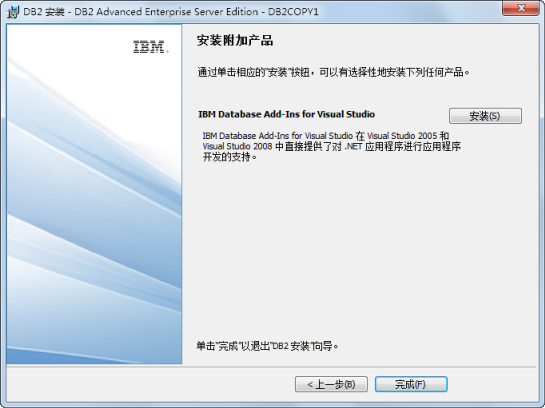 DB2 安装 - DB2 Advanced Enterprise Server Edition - DB2COPY1
IBM.
安装附加产品
通过单击相应的"安装"按钮，可以有选择性地安装下列任何产品。
IBM Database Add-Ins for Visual Studio
安装(S)
IBM Database Add-Ins for Visual Studio 在 Visual Studio 2005 和
Visual Studio 2008 中直接提供了对 .NET 应用程序进行应用程序
开发的支持。
单击"完成"以退出"DB2 安装"向导。
< 上一步(B)
完成(F)